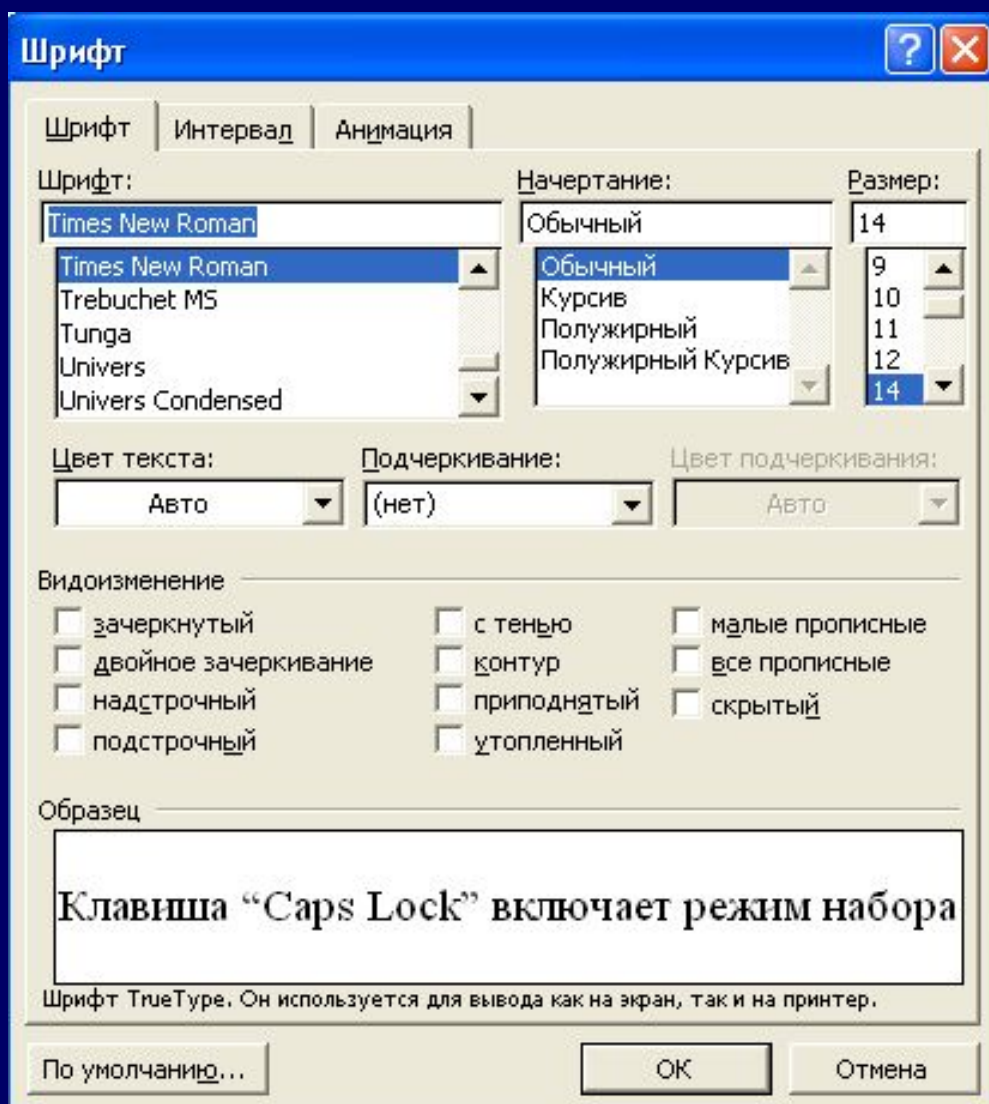 Шрифт
Шрифт Интервал Анимация
Шрифт: Начертание: Размер:
Times New Roman Обычный 14
Times New Roman Обычный 9
Trebuchet MS Курсив 10
Tunga Полужирный 11
Univers Полужирный Курсив 12
Univers Condensed 14
Цвет текста: Подчеркивание: Цвет подчеркивания:
Авто (нет) Авто
Видоизменение
зачеркнутый с тенью малые прописные
двойное зачеркивание контур все прописные
надстрочный приподнятый скрытый
подстрочный утопленный
Образец
Клавиша “Caps Lock” включает режим набора
Шрифт TrueType. Он используется для вывода как на экран, так и на принтер.
По умолчанию... ОК Отмена